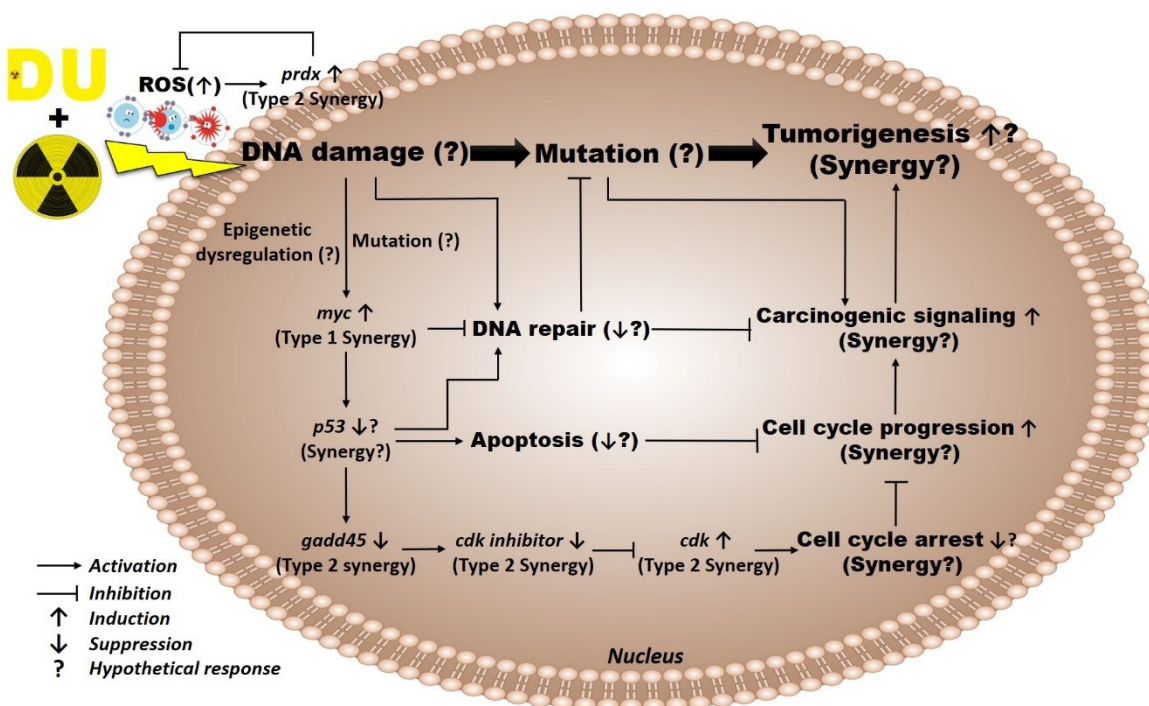 DU
+
ROS(↑)
prdx ↑
(Type 2 Synergy)
DNA damage (?)
Mutation (?)
Tumorigenesis ↑?
(Synergy?)
Epigenetic
dysregulation (?)
Mutation (?)
myc ↑
(Type 1 Synergy)
DNA repair (↓?)
Carcinogenic signaling ↑
(Synergy?)
p53 ↓?
(Synergy?)
Apoptosis (↓?)
Cell cycle progression ↑
(Synergy?)
gadd45 ↓
(Type 2 synergy)
cdk inhibitor ↓
(Type 2 Synergy)
cdk ↑
(Type 2 Synergy)
Cell cycle arrest ↓?
(Synergy?)
Activation
Inhibition
↑ Induction
↓ Suppression
? Hypothetical response
Nucleus